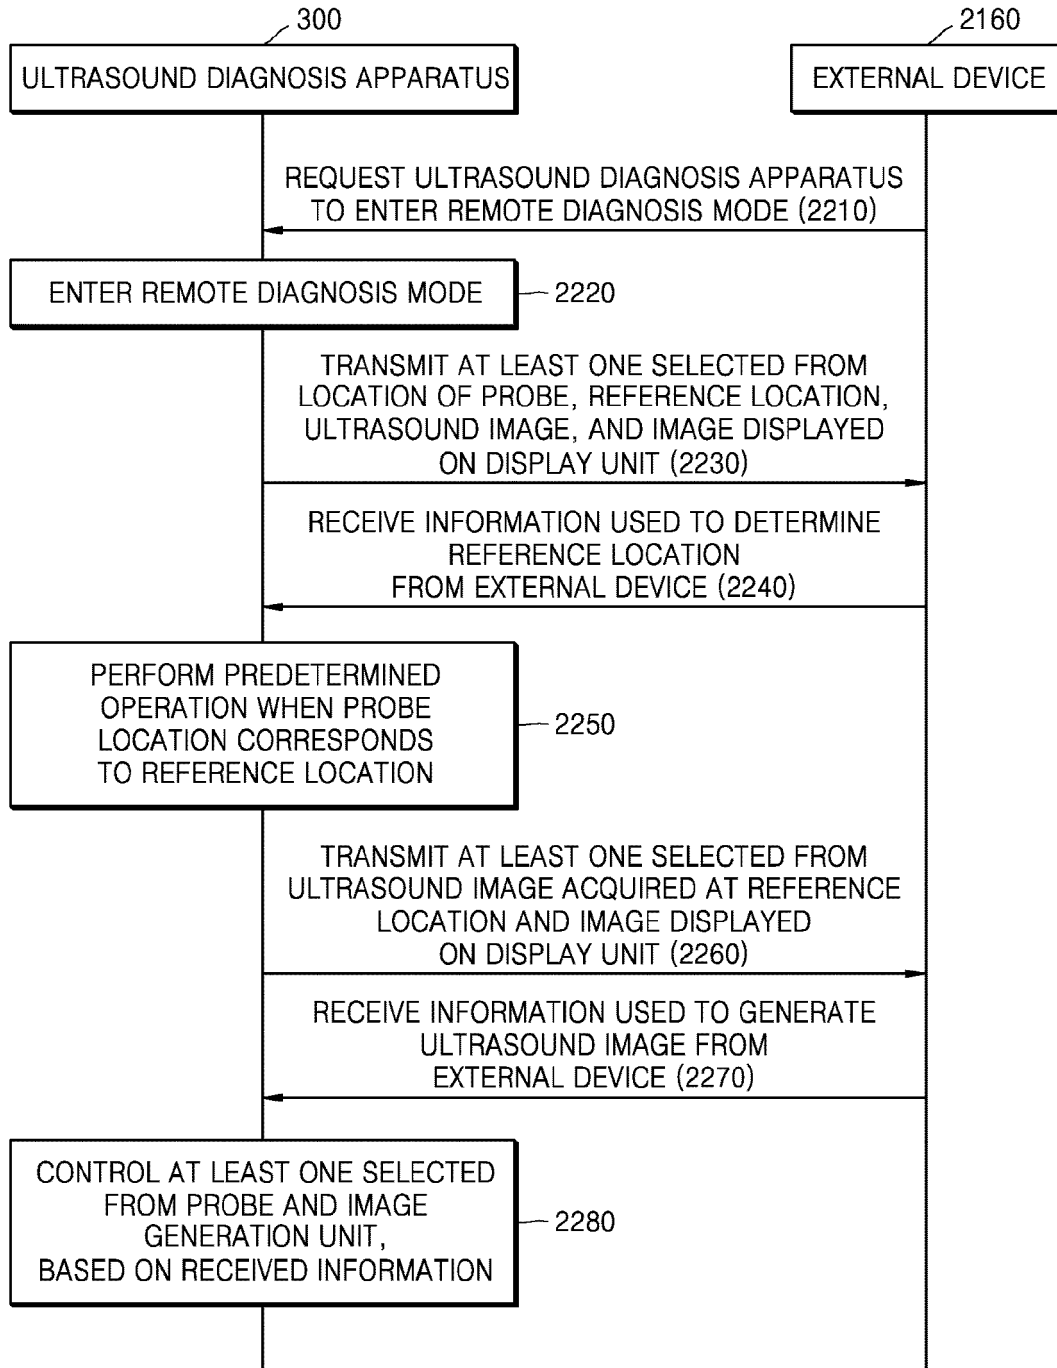 300
2160
ULTRASOUND DIAGNOSIS APPARATUS
EXTERNAL DEVICE
REQUEST ULTRASOUND DIAGNOSIS APPARATUS
TO ENTER REMOTE DIAGNOSIS MODE (2210)
ENTER REMOTE DIAGNOSIS MODE
2220
TRANSMIT AT LEAST ONE SELECTED FROM
LOCATION OF PROBE, REFERENCE LOCATION,
ULTRASOUND IMAGE, AND IMAGE DISPLAYED
ON DISPLAY UNIT (2230)
RECEIVE INFORMATION USED TO DETERMINE
REFERENCE LOCATION
FROM EXTERNAL DEVICE (2240)
PERFORM PREDETERMINED
OPERATION WHEN PROBE
LOCATION CORRESPONDS
TO REFERENCE LOCATION
2250
TRANSMIT AT LEAST ONE SELECTED FROM
ULTRASOUND IMAGE ACQUIRED AT REFERENCE
LOCATION AND IMAGE DISPLAYED
ON DISPLAY UNIT (2260)
RECEIVE INFORMATION USED TO GENERATE
ULTRASOUND IMAGE FROM
EXTERNAL DEVICE (2270)
CONTROL AT LEAST ONE SELECTED
FROM PROBE AND IMAGE
GENERATION UNIT,
BASED ON RECEIVED INFORMATION
2280